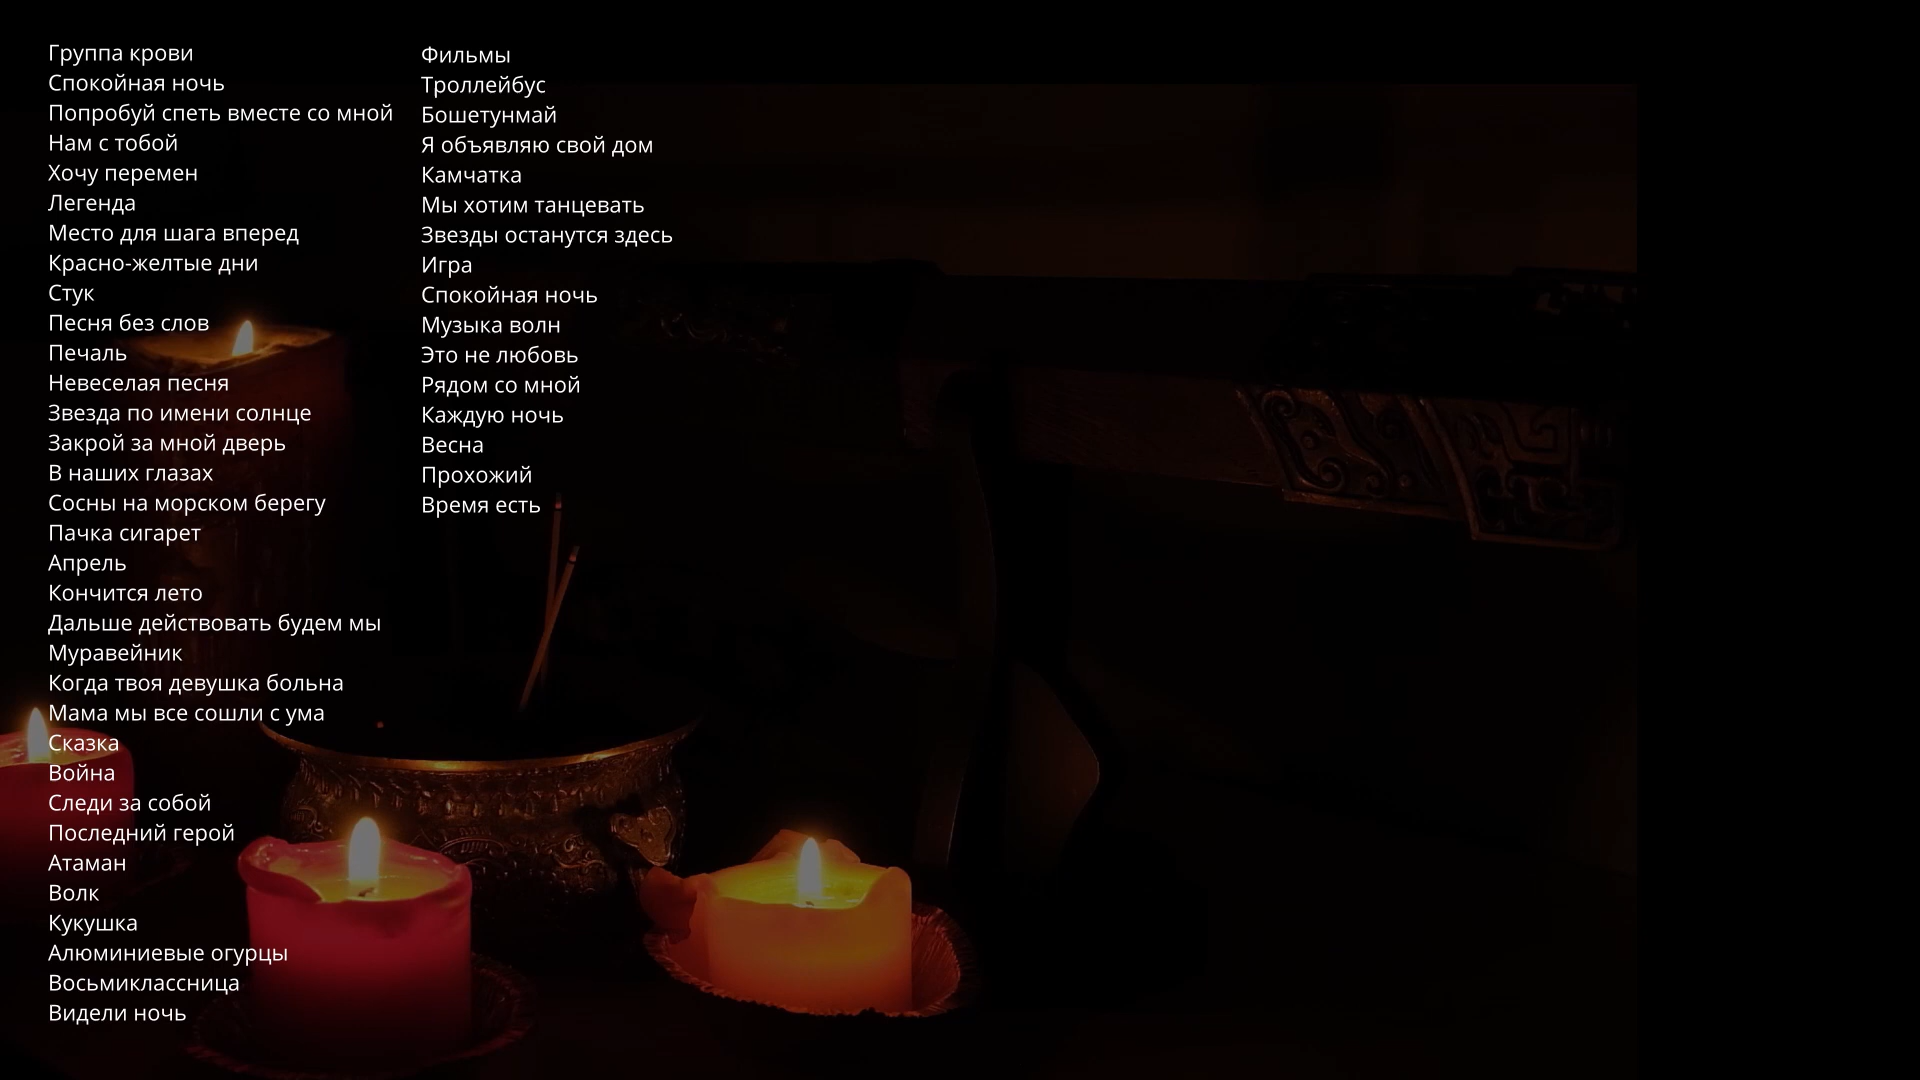 Группа крови
Спокойная ночь
Попробуй спеть вместе со мной
Нам с тобой
Хочу перемен
Легенда
Место для шага вперед
Красно-желтые дни
Стук
Песня без слов
Печаль
Невеселая песня
Звезда по имени солнце
Закрой за мной дверь
В наших глазах
Сосны на морском берегу
Пачка сигарет
Апрель
Кончится лето
Дальше действовать будем мы
Муравейник
Когда твоя девушка больна
Мама мы все сошли с ума
Сказка
Война
Следи за собой
Последний герой
Атаман
Волк
Кукушка
Алюминиевые огурцы
Восьмиклассница
Видели ночь
Фильмы
Троллейбус
Бошетунмай
Я объявляю свой дом
Камчатка
Мы хотим танцевать
Звезды останутся здесь
Игра
Спокойная ночь
Музыка волн
Это не любовь
Рядом со мной
Каждую ночь
Весна
Прохожий
Время есть